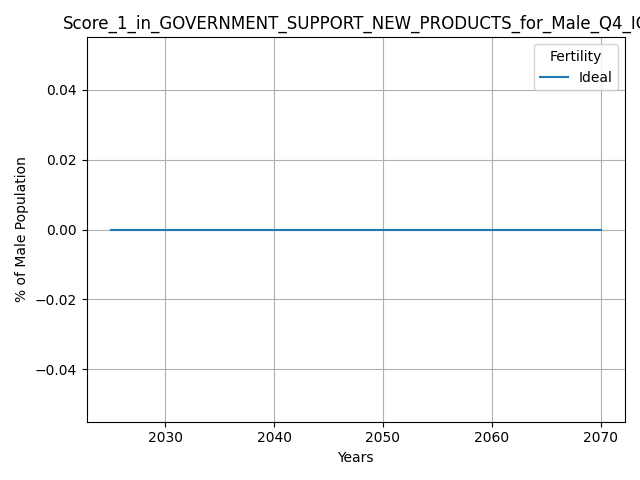 Score_1_in_GOVERNMENT_SUPPORT_NEW_PRODUCTS_for_Male_Q4_IC
Fertility
Ideal
0.04
0.02
0.00
−0.02
−0.04
% of Male Population
2030 2040 2050 2060 2070
Years